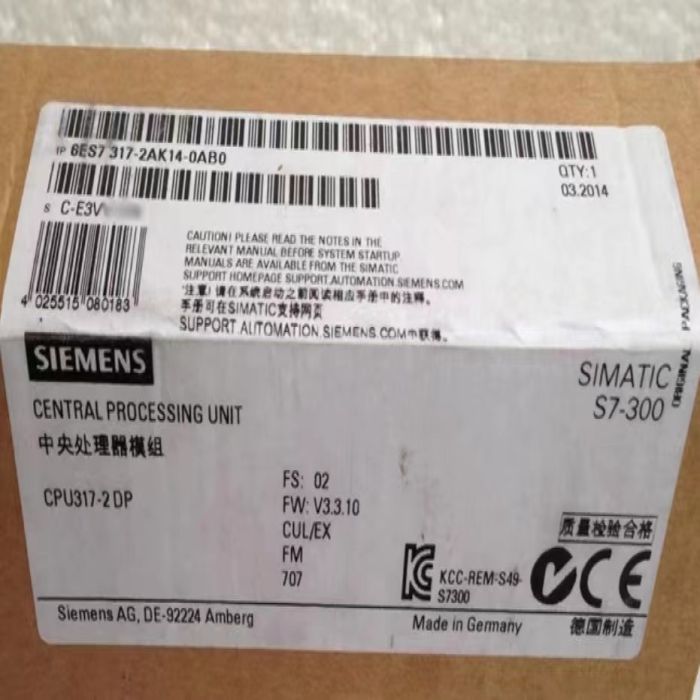 1P 6ES7 317-2AK14-0AB0
QTY:1
03.2014
S C-E3V
CAUTION! PLEASE READ THE NOTES IN THE
RELEVANT MANUAL BEFORE SYSTEM STARTUP.
MANUALS ARE AVAILABLE FROM THE SIMATIC
SUPPORT HOMEPAGE SUPPORT.AUTOMATION.SIEMENS.COM
注意! 请在系统启动之前阅读相应手册中的注释。
手册可在SIMATIC支持网页
SUPPORT.AUTOMATION.SIEMENS.COM中获得。
4 025515 080183
ORIGINAL PACKAGING
SIEMENS
SIMATIC
S7-300
CENTRAL PROCESSING UNIT
中央处理器模组
CPU317-2 DP
FS: 02
FW: V3.3.10
CUL/EX
FM
707
质量检验合格
KCC-REM-S49-
S7300
CE
Siemens AG, DE-92224 Amberg
Made in Germany
德国制造